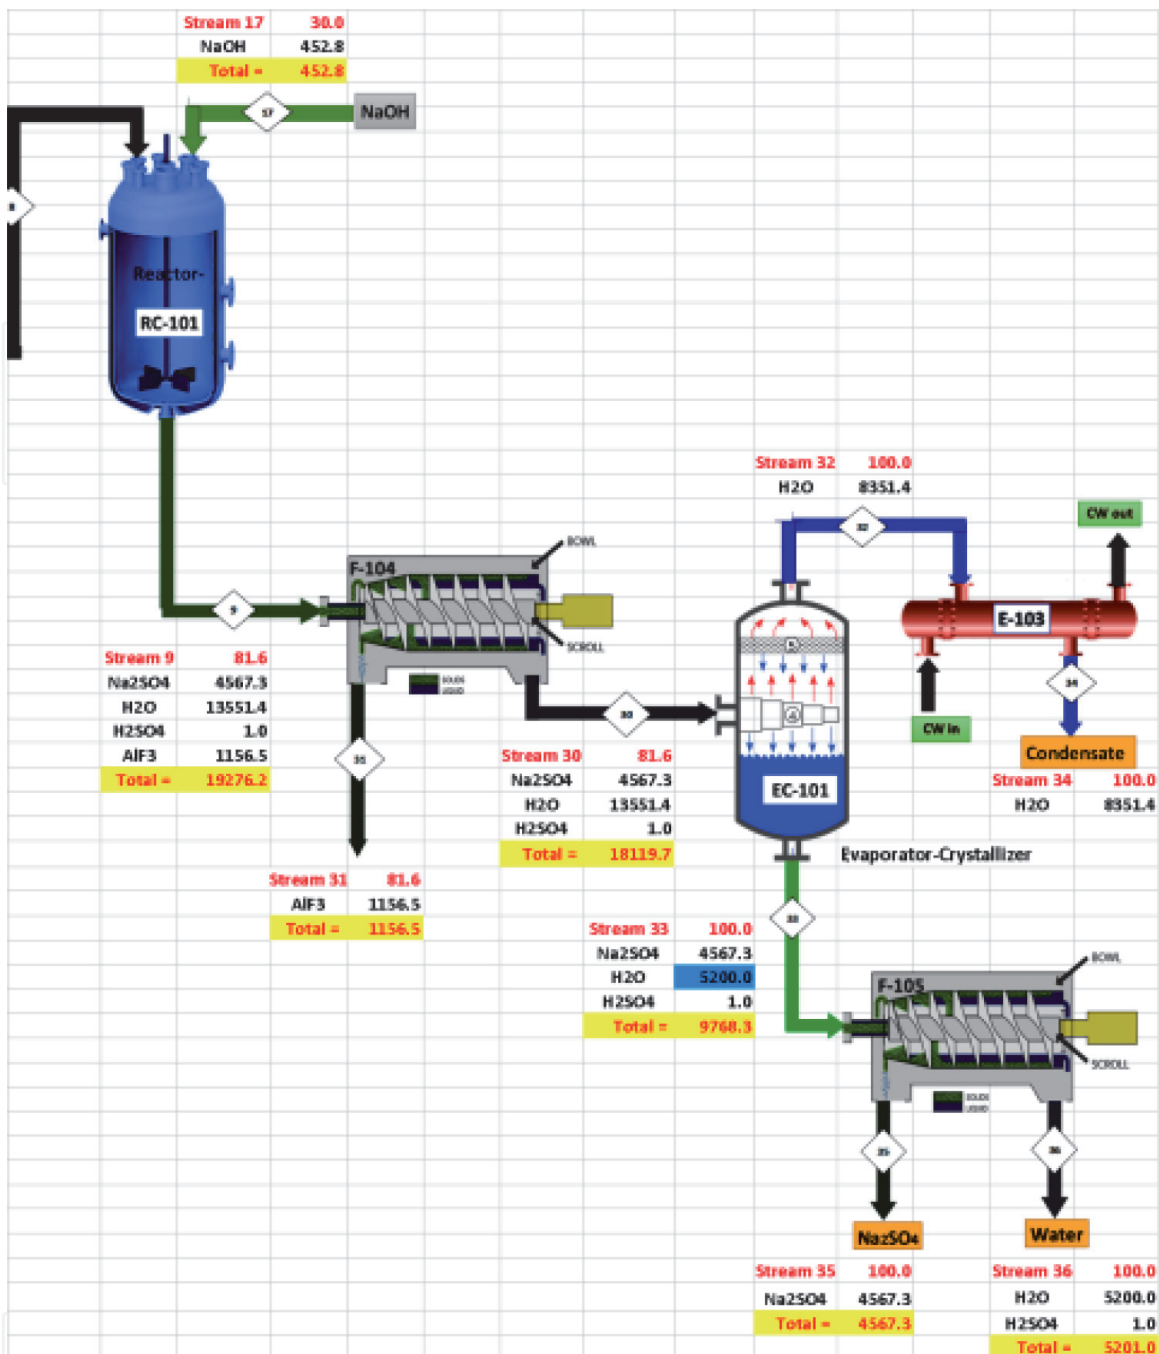 Stream 17 30.0
NaOH 452.8
Total = 452.8
17
NaOH
8
Reactor-
RC-101
Stream 32 100.0
H2O 8351.4
32
CW out
F-104
BOWL
SCROLL
SOLIDS
LIQUID
9
E-103
Stream 9 81.6
Na2SO4 4567.3
H2O 13551.4
H2SO4 1.0
AlF3 1156.5
Total = 19276.2
31
30
34
CW in
Condensate
Stream 30 81.6
Na2SO4 4567.3
H2O 13551.4
H2SO4 1.0
Total = 18119.7
EC-101
Stream 34 100.0
H2O 8351.4
Evaporator-Crystallizer
Stream 31 81.6
AlF3 1156.5
Total = 1156.5
33
Stream 33 100.0
Na2SO4 4567.3
H2O 5200.0
H2SO4 1.0
Total = 9768.3
F-105
BOWL
SCROLL
SOLIDS
LIQUID
35
36
Na2SO4
Water
Stream 35 100.0
Na2SO4 4567.3
Total = 4567.3
Stream 36 100.0
H2O 5200.0
H2SO4 1.0
Total = 5201.0